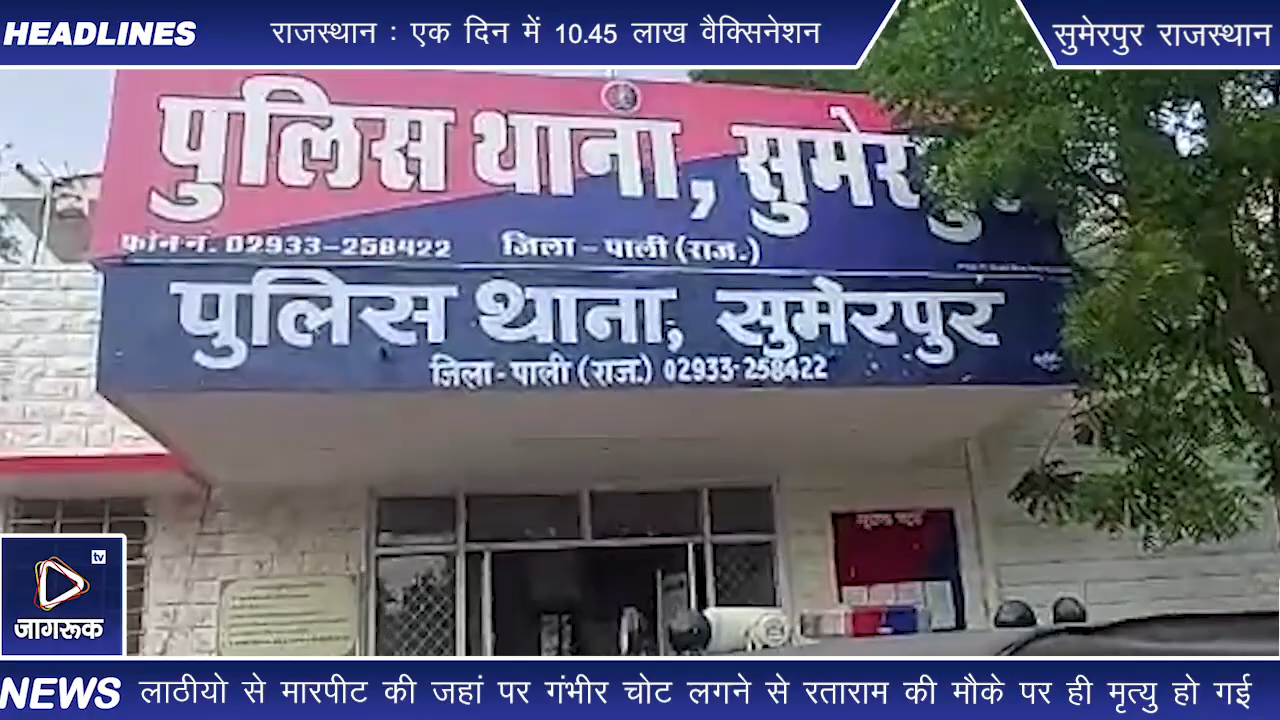 HEADLINES
राजस्थान : एक दिन में 10.45 लाख वैक्सिनेशन
सुमेरपुर राजस्थान
पुलिस थाना, सुमेरपुर
फोन नं. 02933-258422 जिला - पाली (राज.)
पुलिस थाना, सुमेरपुर
जिला - पाली (राज.) 02933-258422
tv
जागरूक
NEWS
लाठीयो से मारपीट की जहां पर गंभीर चोट लगने से रताराम की मौके पर ही मृत्यु हो गई